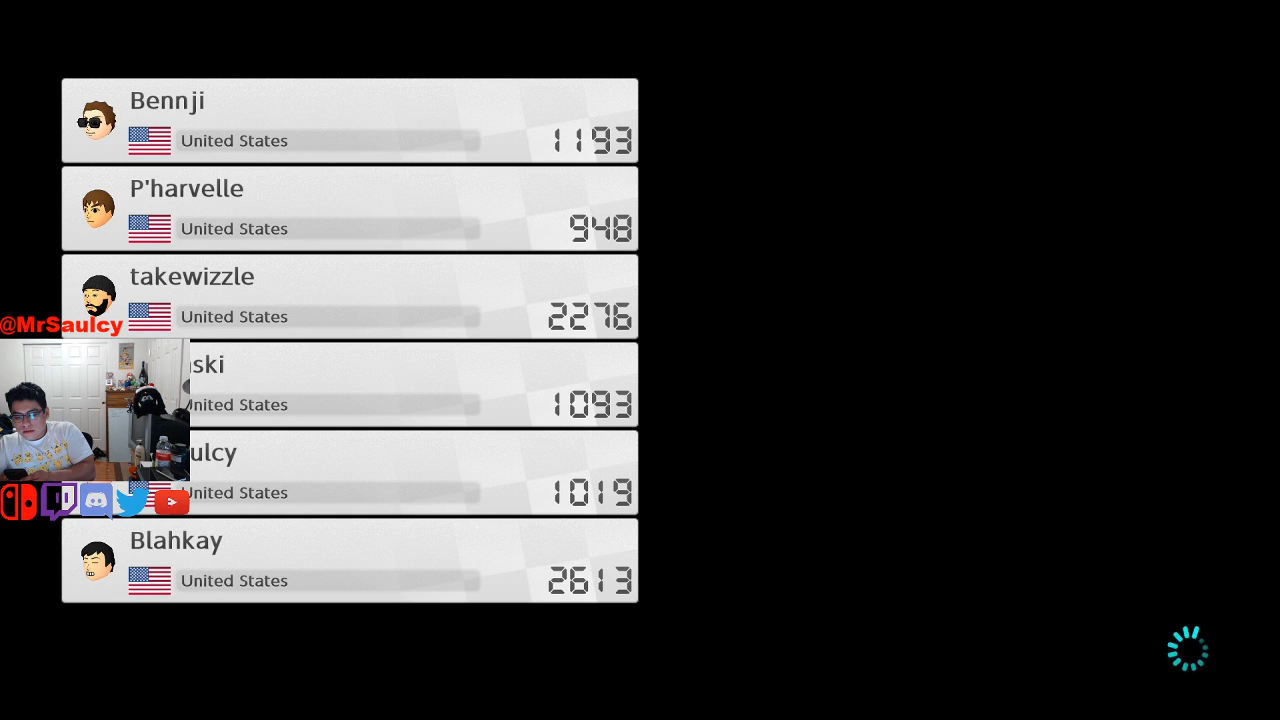 Bennji
United States
1193
P'harvelle
United States
948
takewizzle
United States
2276
@MrSaulcy
ski
United States
1093
ulcy
United States
1019
Blahkay
United States
2613